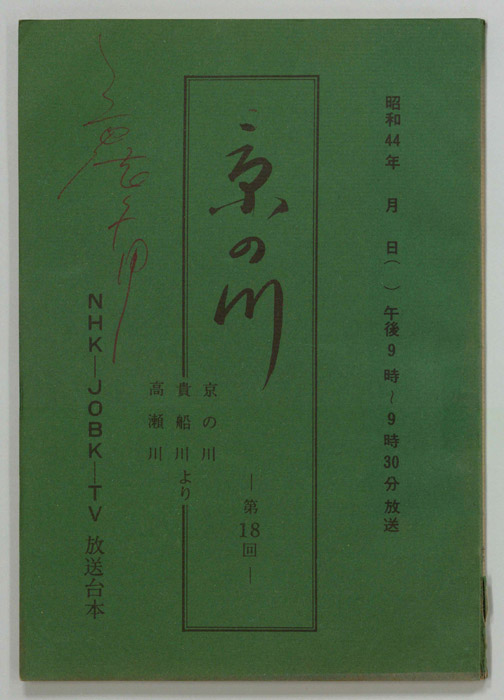 昭和44年 月 日( )午後9時~9時30分放送
京の川
―第18回―
京の川
貴船川より
高瀬川
NHK―JOBK―TV 放送台本